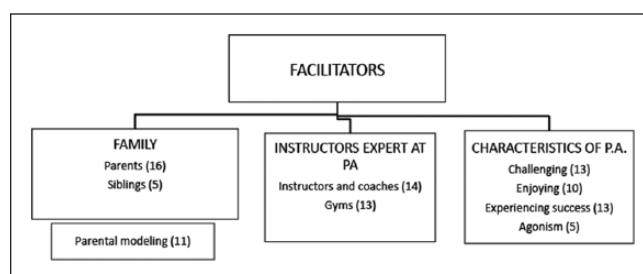 FACILITATORS
FAMILY
Parents (16)
Siblings (5)
Parental modeling (11)
INSTRUCTORS EXPERT AT
PA
Instructors and coaches (14)
Gyms (13)
CHARACTERISTICS OF P.A.
Challenging (13)
Enjoying (10)
Experiencing success (13)
Agonism (5)